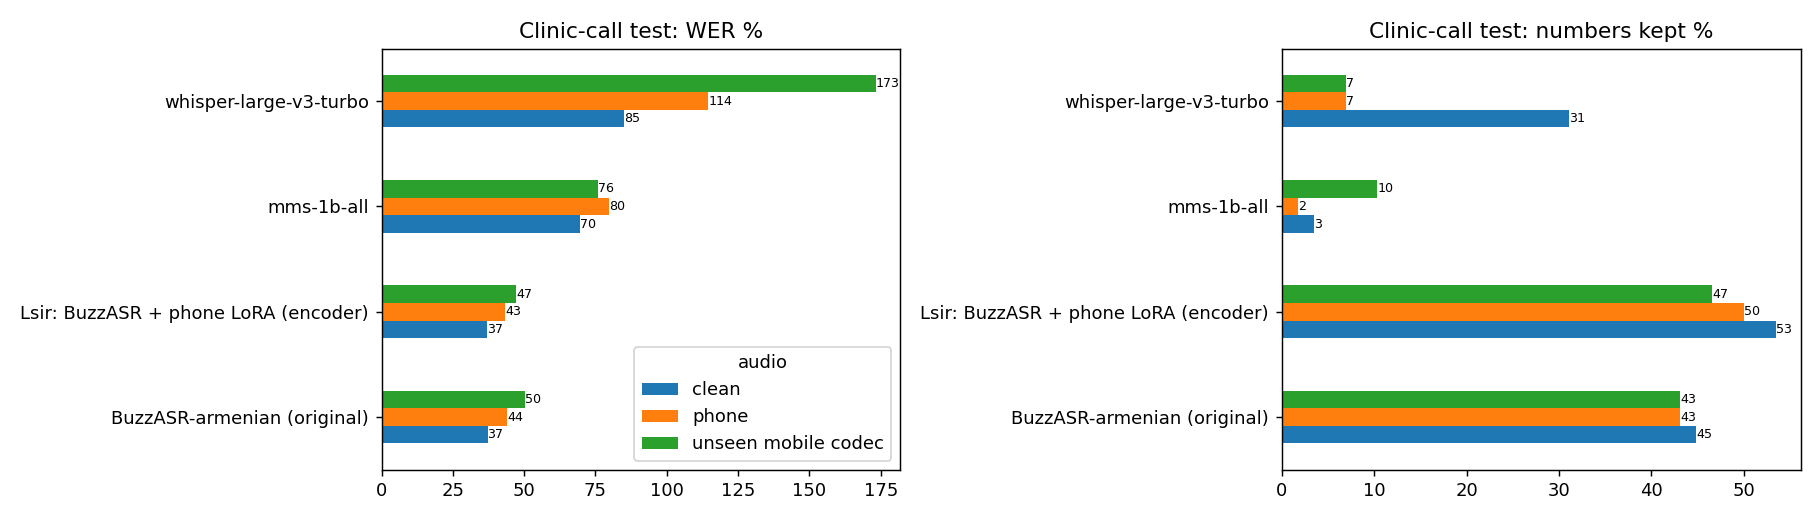 Clinic-call test: WER %
whisper-large-v3-turbo
173
114
85
mms-1b-all
76
80
70
Lsir: BuzzASR + phone LoRA (encoder)
47
43
37
BuzzASR-armenian (original)
50
44
37
audio
clean
phone
unseen mobile codec
0 25 50 75 100 125 150 175
Clinic-call test: numbers kept %
whisper-large-v3-turbo
7
7
31
mms-1b-all
10
2
3
Lsir: BuzzASR + phone LoRA (encoder)
47
50
53
BuzzASR-armenian (original)
43
43
45
0 10 20 30 40 50